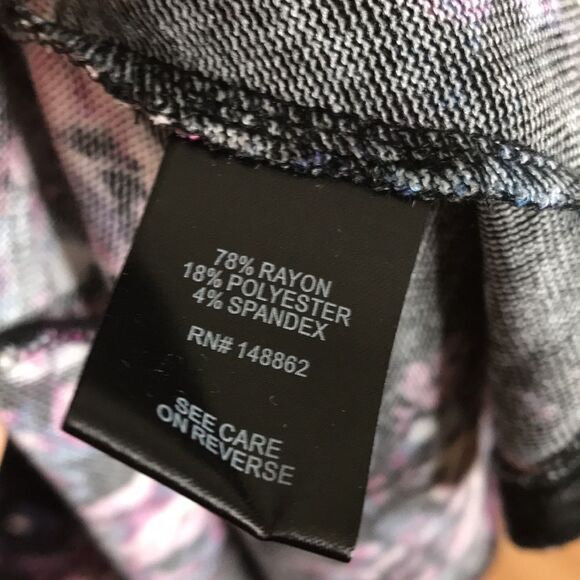 78% RAYON
18% POLYESTER
4% SPANDEX
RN# 148862
SEE CARE
ON REVERSE